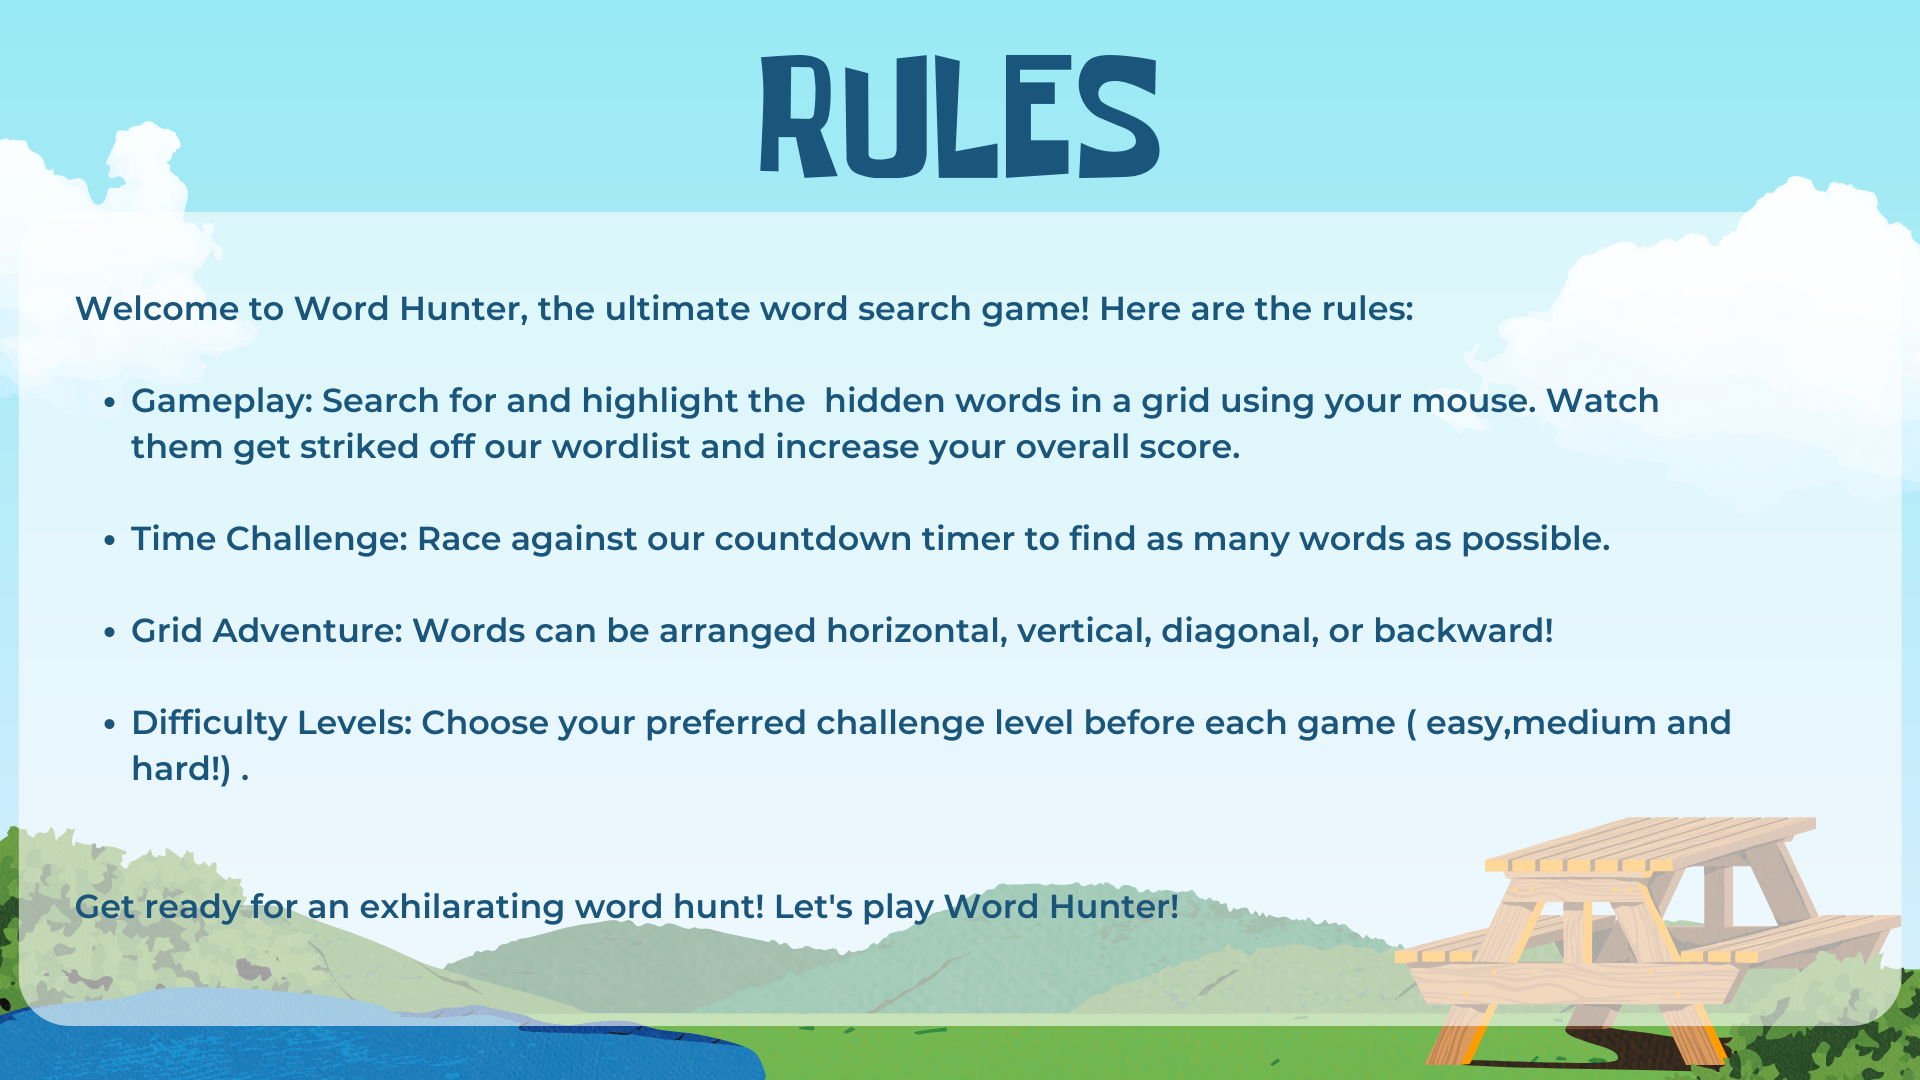 RULES
Welcome to Word Hunter, the ultimate word search game! Here are the rules:
• Gameplay: Search for and highlight the  hidden words in a grid using your mouse. Watch
them get striked off our wordlist and increase your overall score.
• Time Challenge: Race against our countdown timer to find as many words as possible.
• Grid Adventure: Words can be arranged horizontal, vertical, diagonal, or backward!
• Difficulty Levels: Choose your preferred challenge level before each game ( easy,medium and
hard!) .
Get ready for an exhilarating word hunt! Let's play Word Hunter!